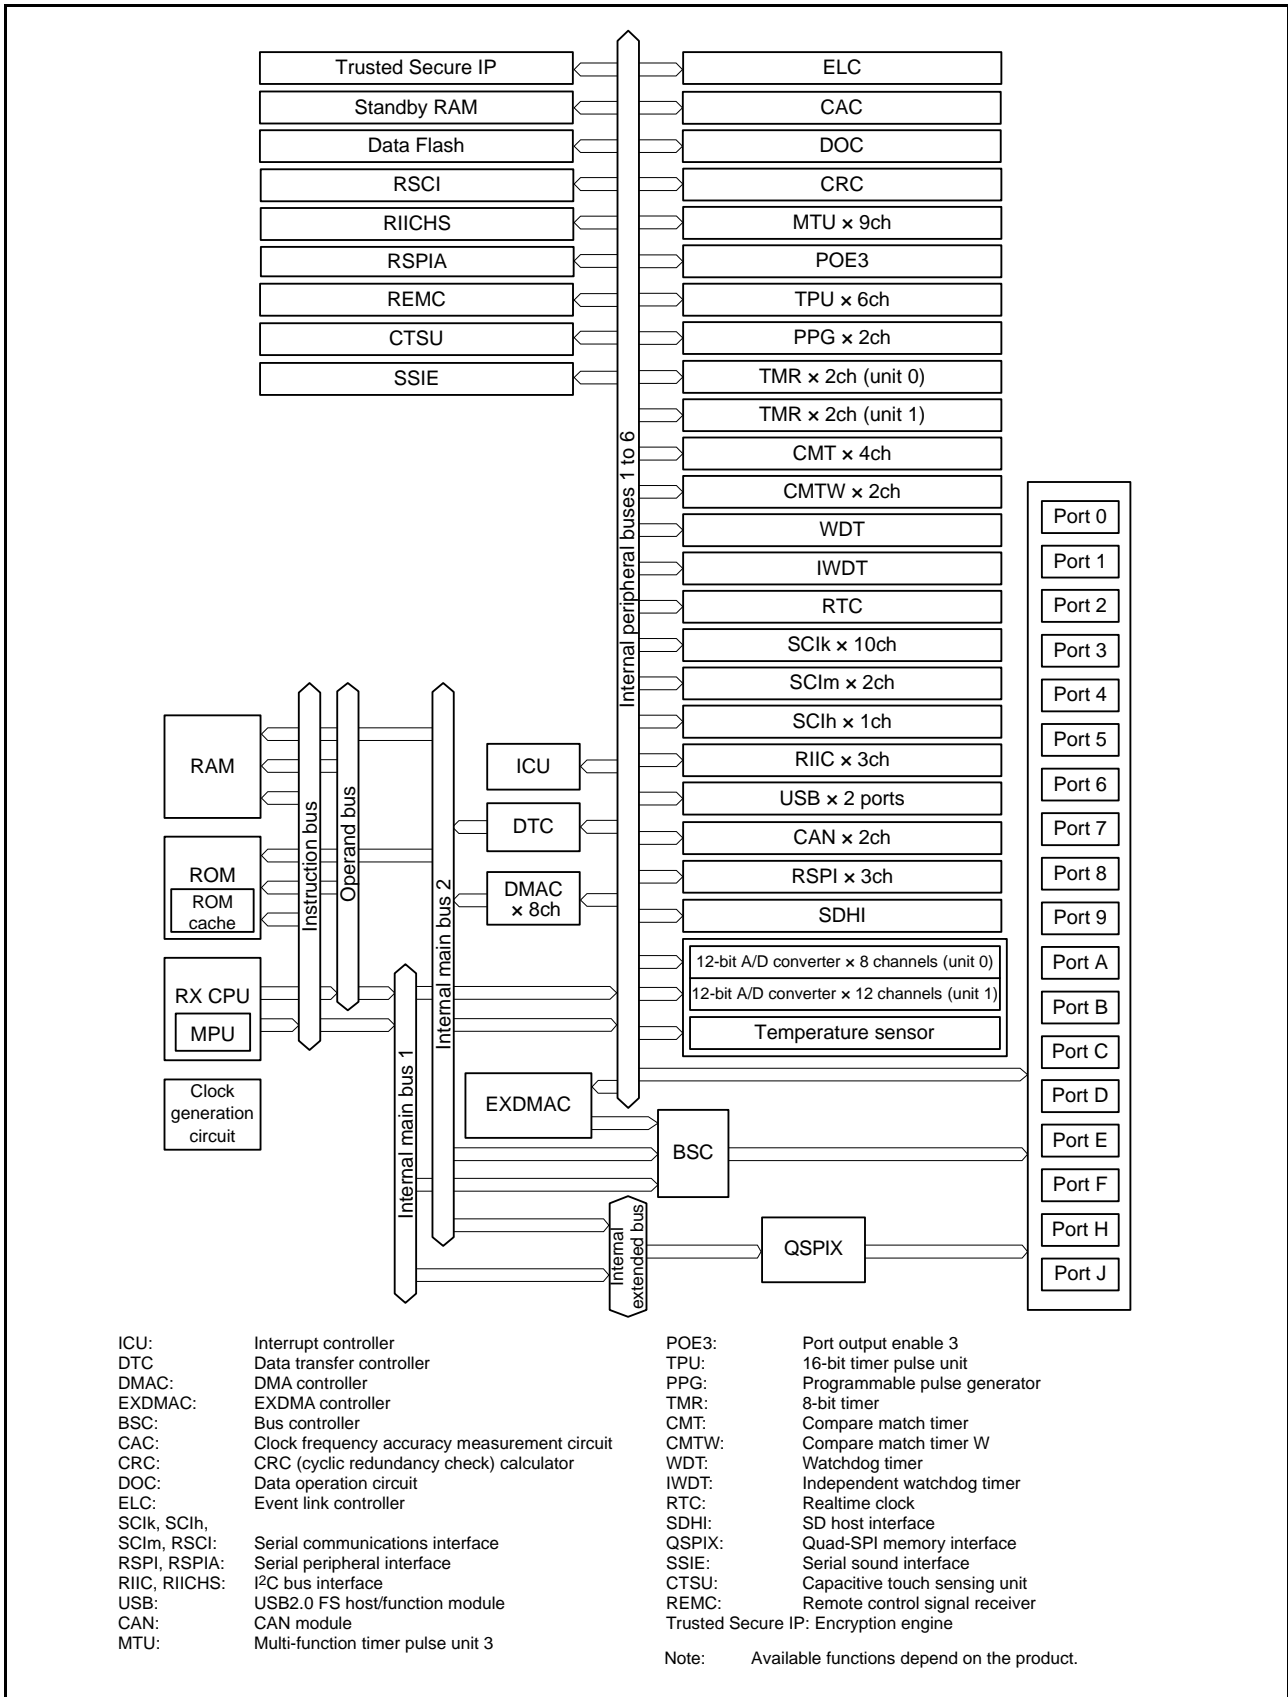 Trusted Secure IP
Standby RAM
Data Flash
RSCI
RIICHS
RSPIA
REMC
CTSU
SSIE
ELC
CAC
DOC
CRC
MTU × 9ch
POE3
TPU × 6ch
PPG × 2ch
TMR × 2ch (unit 0)
TMR × 2ch (unit 1)
CMT × 4ch
CMTW × 2ch
WDT
IWDT
RTC
SCIk × 10ch
SCIm × 2ch
SCIh × 1ch
RIIC × 3ch
USB × 2 ports
CAN × 2ch
RSPI × 3ch
SDHI
12-bit A/D converter × 8 channels (unit 0)
12-bit A/D converter × 12 channels (unit 1)
Temperature sensor
Internal peripheral buses 1 to 6
RAM
ROM
ROM
cache
RX CPU
MPU
Clock
generation
circuit
Instruction bus
Operand bus
Internal main bus 1
Internal main bus 2
ICU
DTC
DMAC
× 8ch
EXDMAC
BSC
Internal
extended bus
QSPIX
Port 0
Port 1
Port 2
Port 3
Port 4
Port 5
Port 6
Port 7
Port 8
Port 9
Port A
Port B
Port C
Port D
Port E
Port F
Port H
Port J
ICU: Interrupt controller
DTC Data transfer controller
DMAC: DMA controller
EXDMAC: EXDMA controller
BSC: Bus controller
CAC: Clock frequency accuracy measurement circuit
CRC: CRC (cyclic redundancy check) calculator
DOC: Data operation circuit
ELC: Event link controller
SCIk, SCIh,
SCIm, RSCI: Serial communications interface
RSPI, RSPIA: Serial peripheral interface
RIIC, RIICHS: I²C bus interface
USB: USB2.0 FS host/function module
CAN: CAN module
MTU: Multi-function timer pulse unit 3
POE3: Port output enable 3
TPU: 16-bit timer pulse unit
PPG: Programmable pulse generator
TMR: 8-bit timer
CMT: Compare match timer
CMTW: Compare match timer W
WDT: Watchdog timer
IWDT: Independent watchdog timer
RTC: Realtime clock
SDHI: SD host interface
QSPIX: Quad-SPI memory interface
SSIE: Serial sound interface
CTSU: Capacitive touch sensing unit
REMC: Remote control signal receiver
Trusted Secure IP: Encryption engine
Note: Available functions depend on the product.